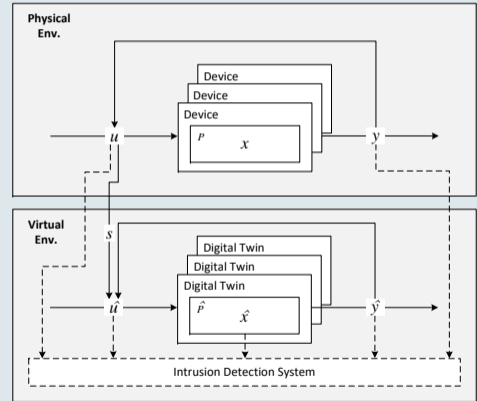 Physical
Env.
Device
Device
Device
P
x
u
y
Virtual
Env.
s
Digital Twin
Digital Twin
Digital Twin
P̂
x̂
û
ŷ
Intrusion Detection System